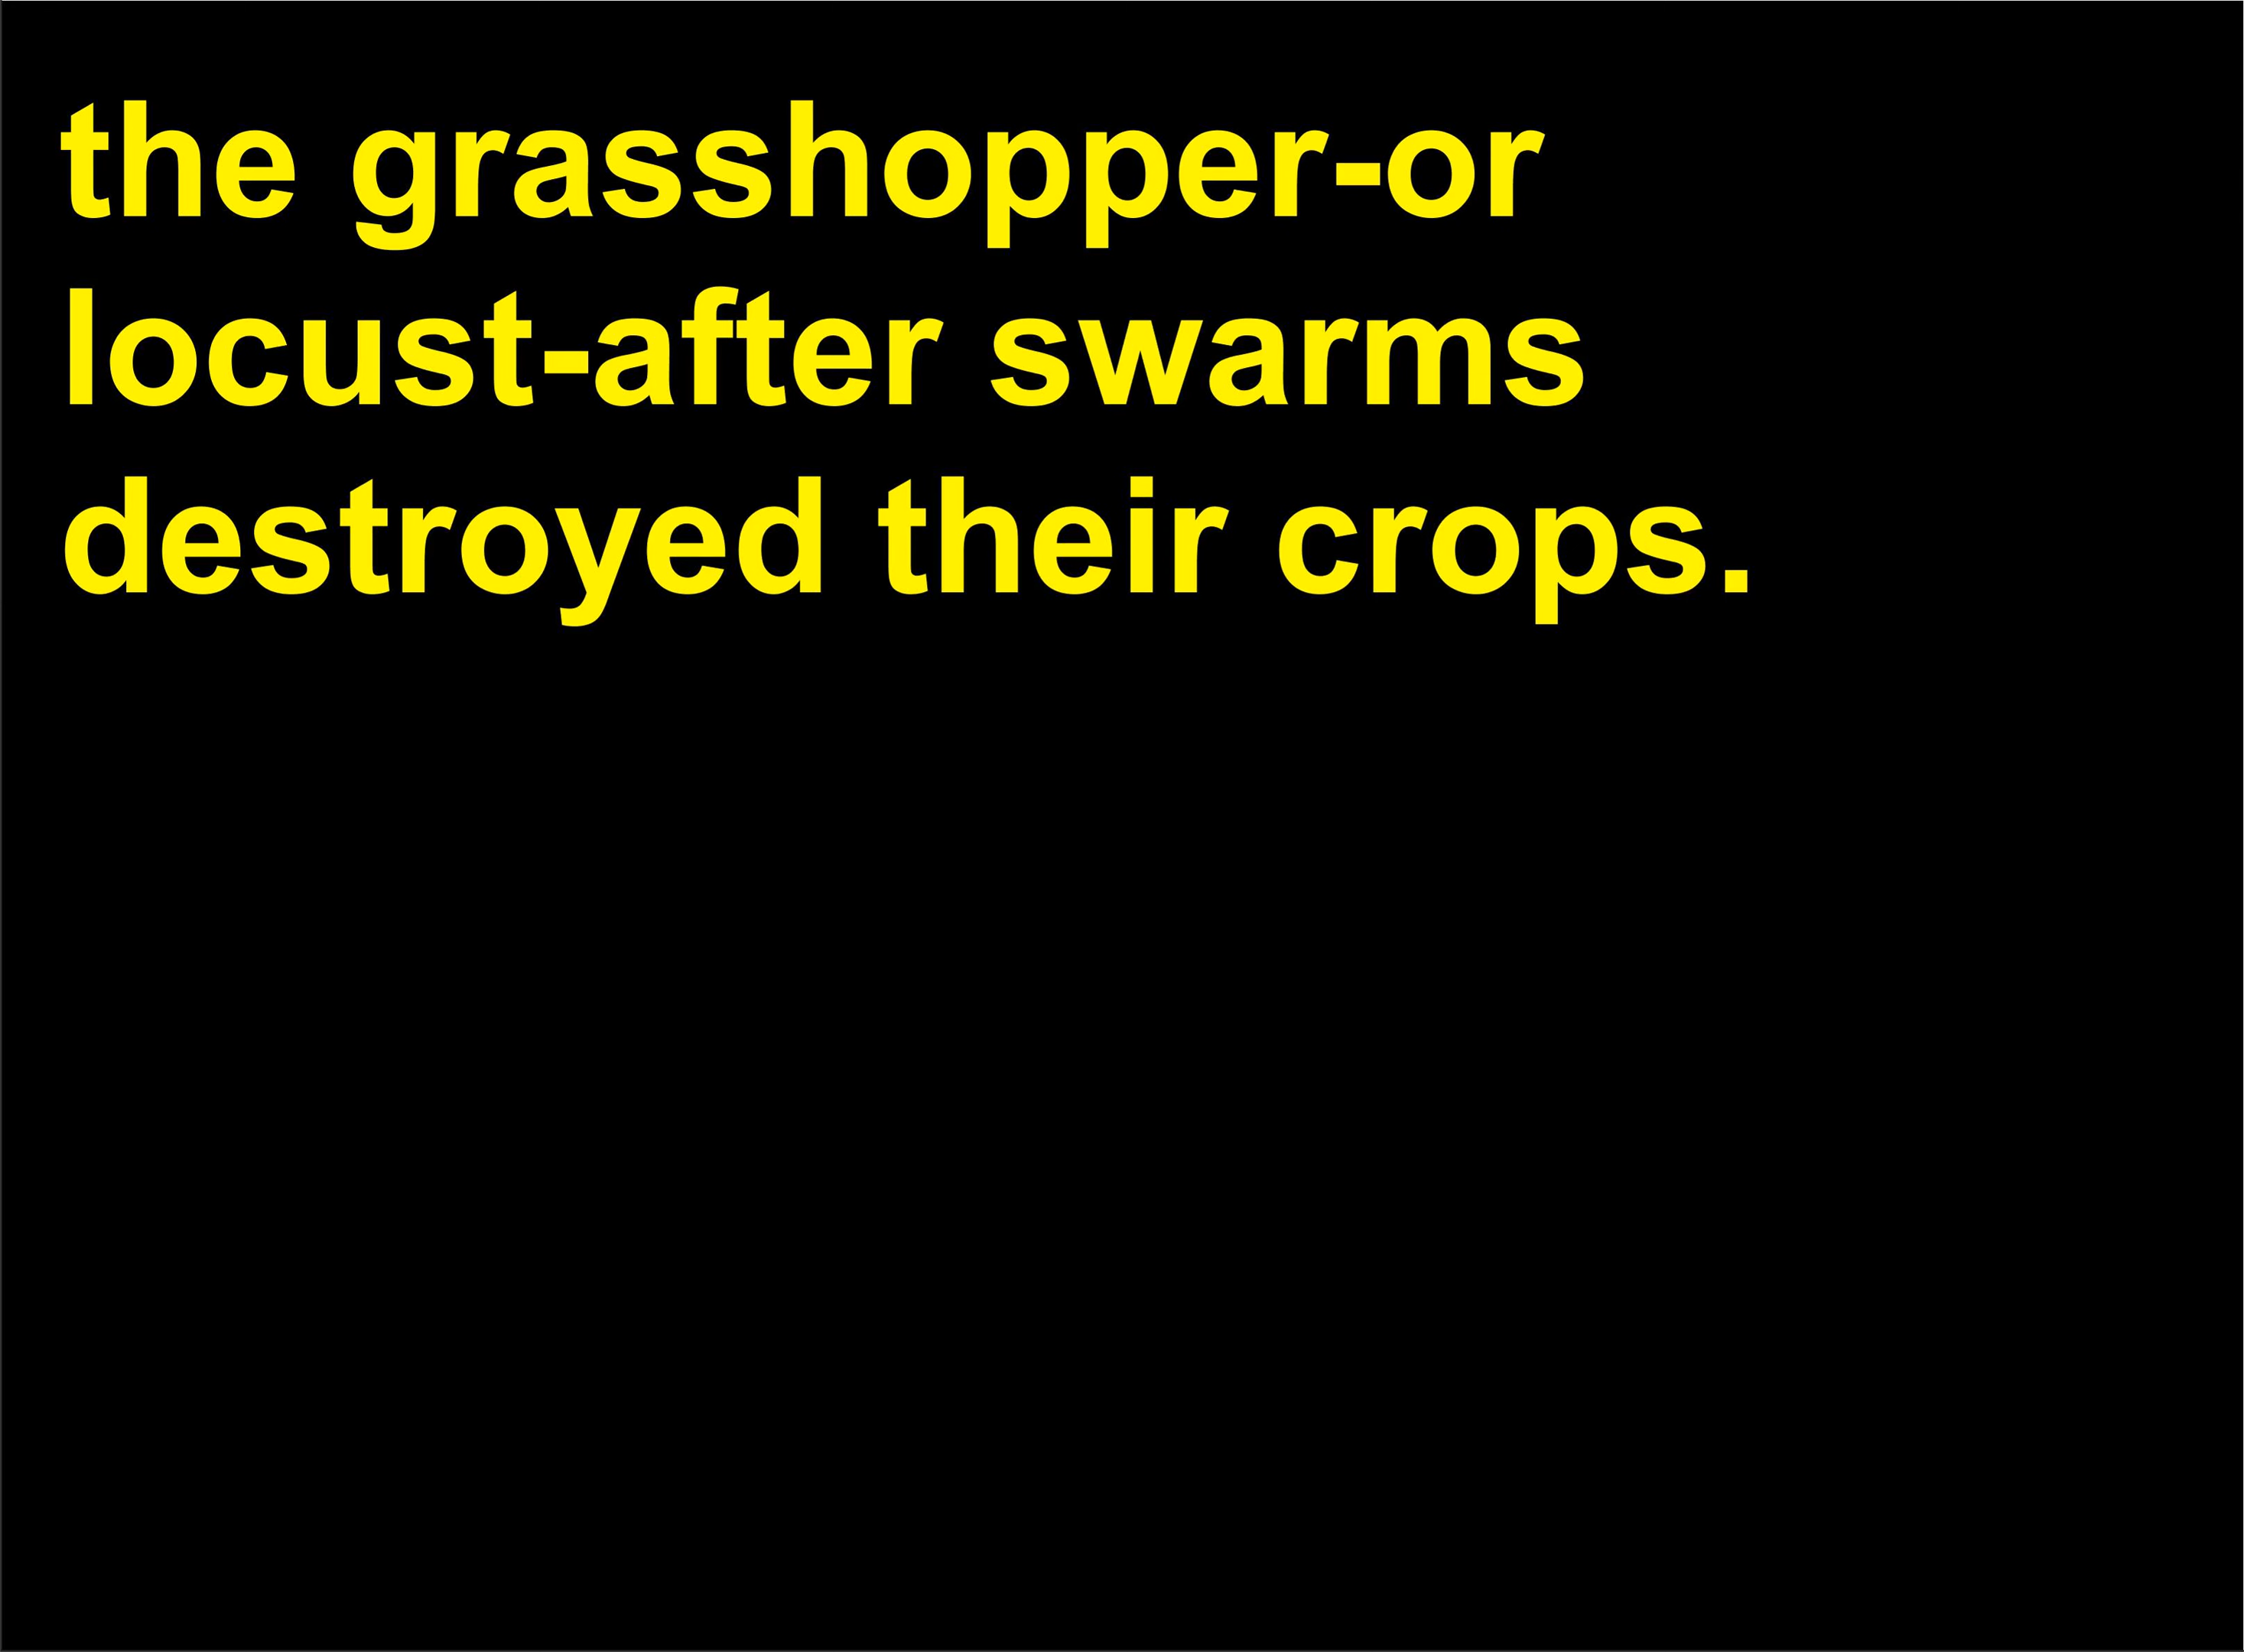 the grasshopper-or
locust-after swarms
destroyed their crops.